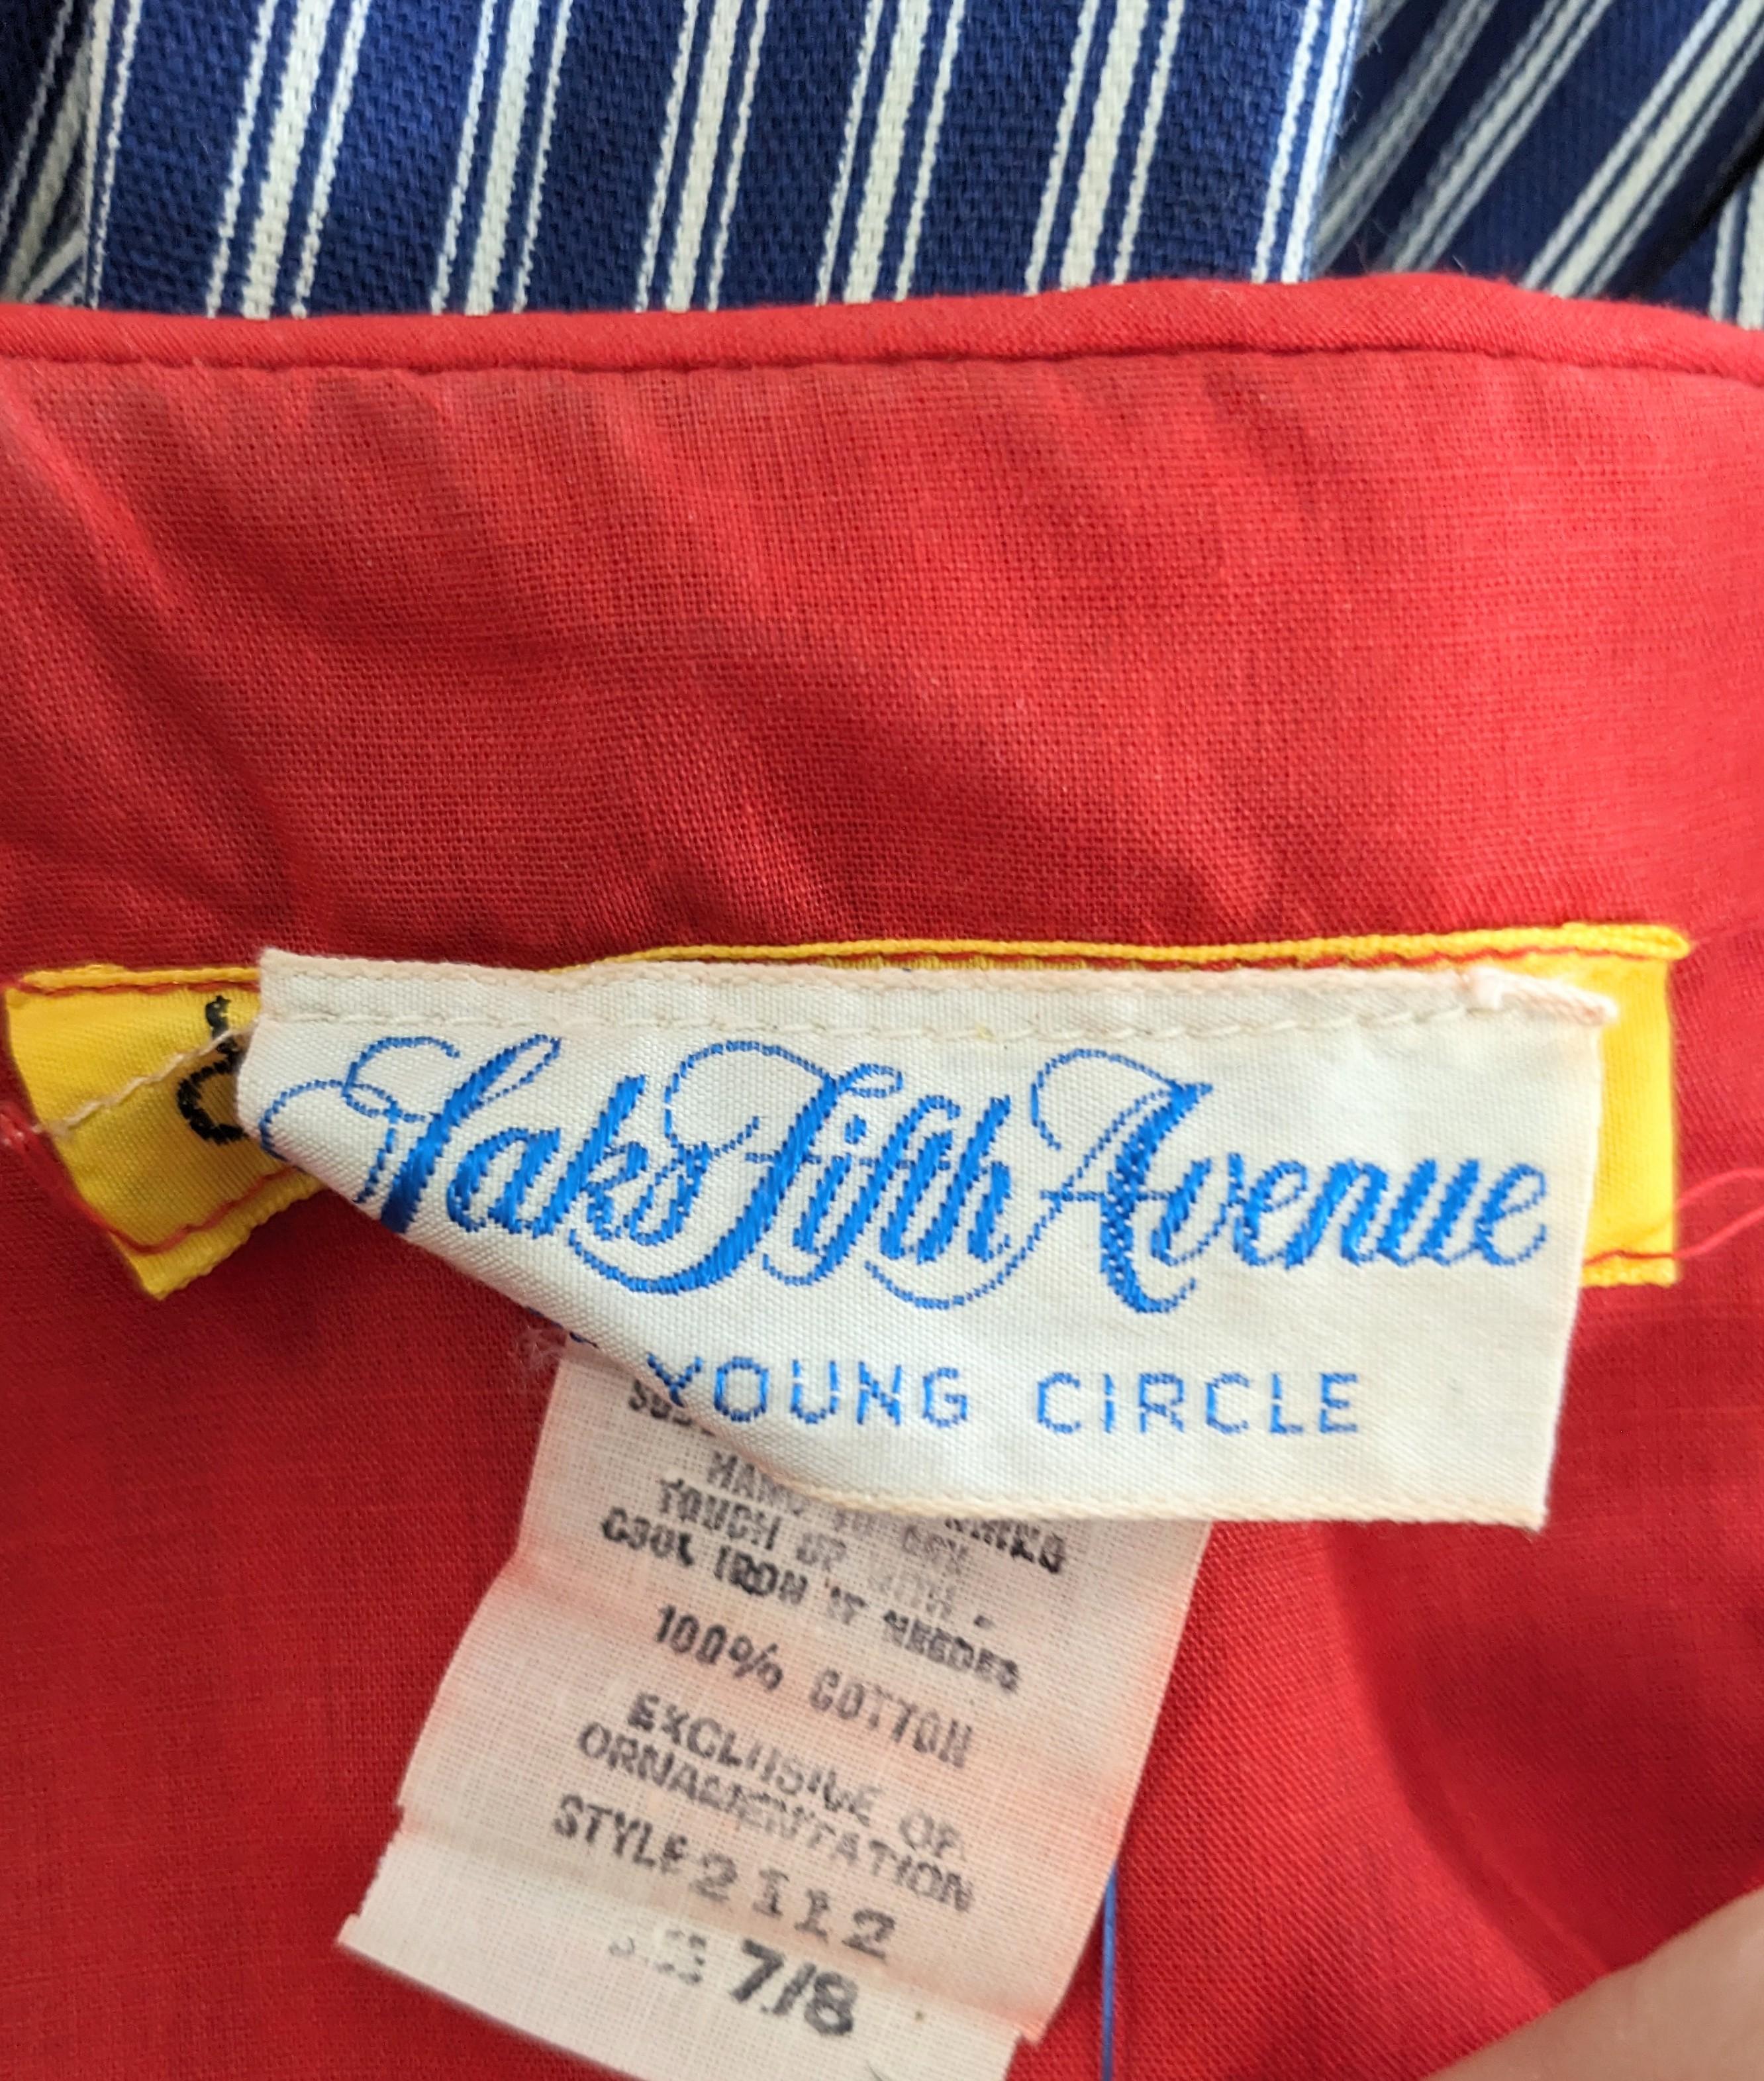 Saks Fifth Avenue
YOUNG CIRCLE
HAND
TOUCH UP WITH
COOL IRON IF NEEDED
100% COTTON
EXCLUSIVE OF
ORNAMENTATION
STYLE 2112
7/8